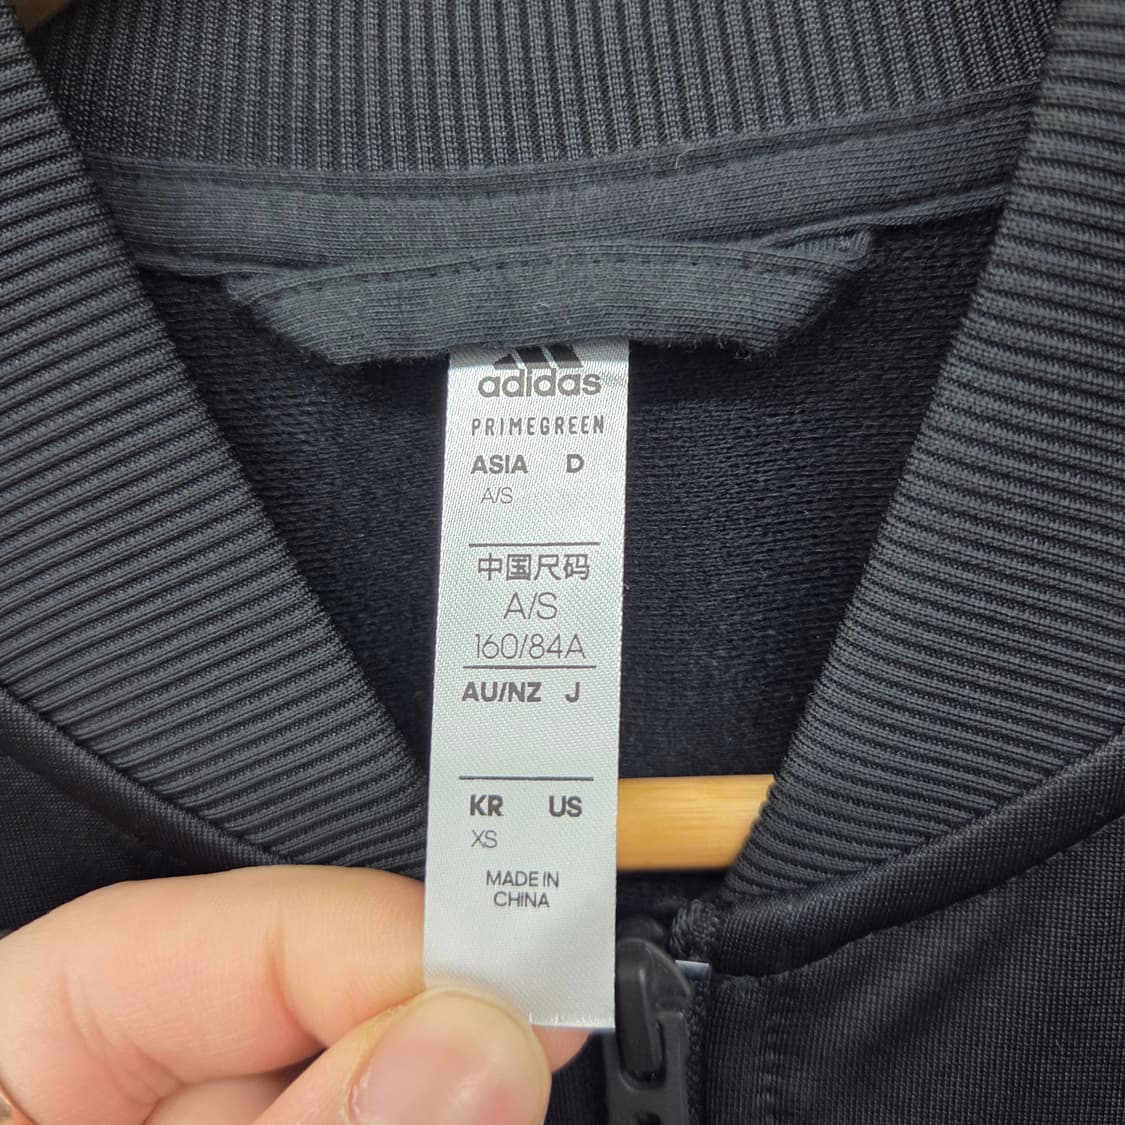 adidas
PRIMEGREEN
ASIA D
A/S
中国尺码
A/S
160/84A
AU/NZ J
KR US
XS
MADE IN
CHINA